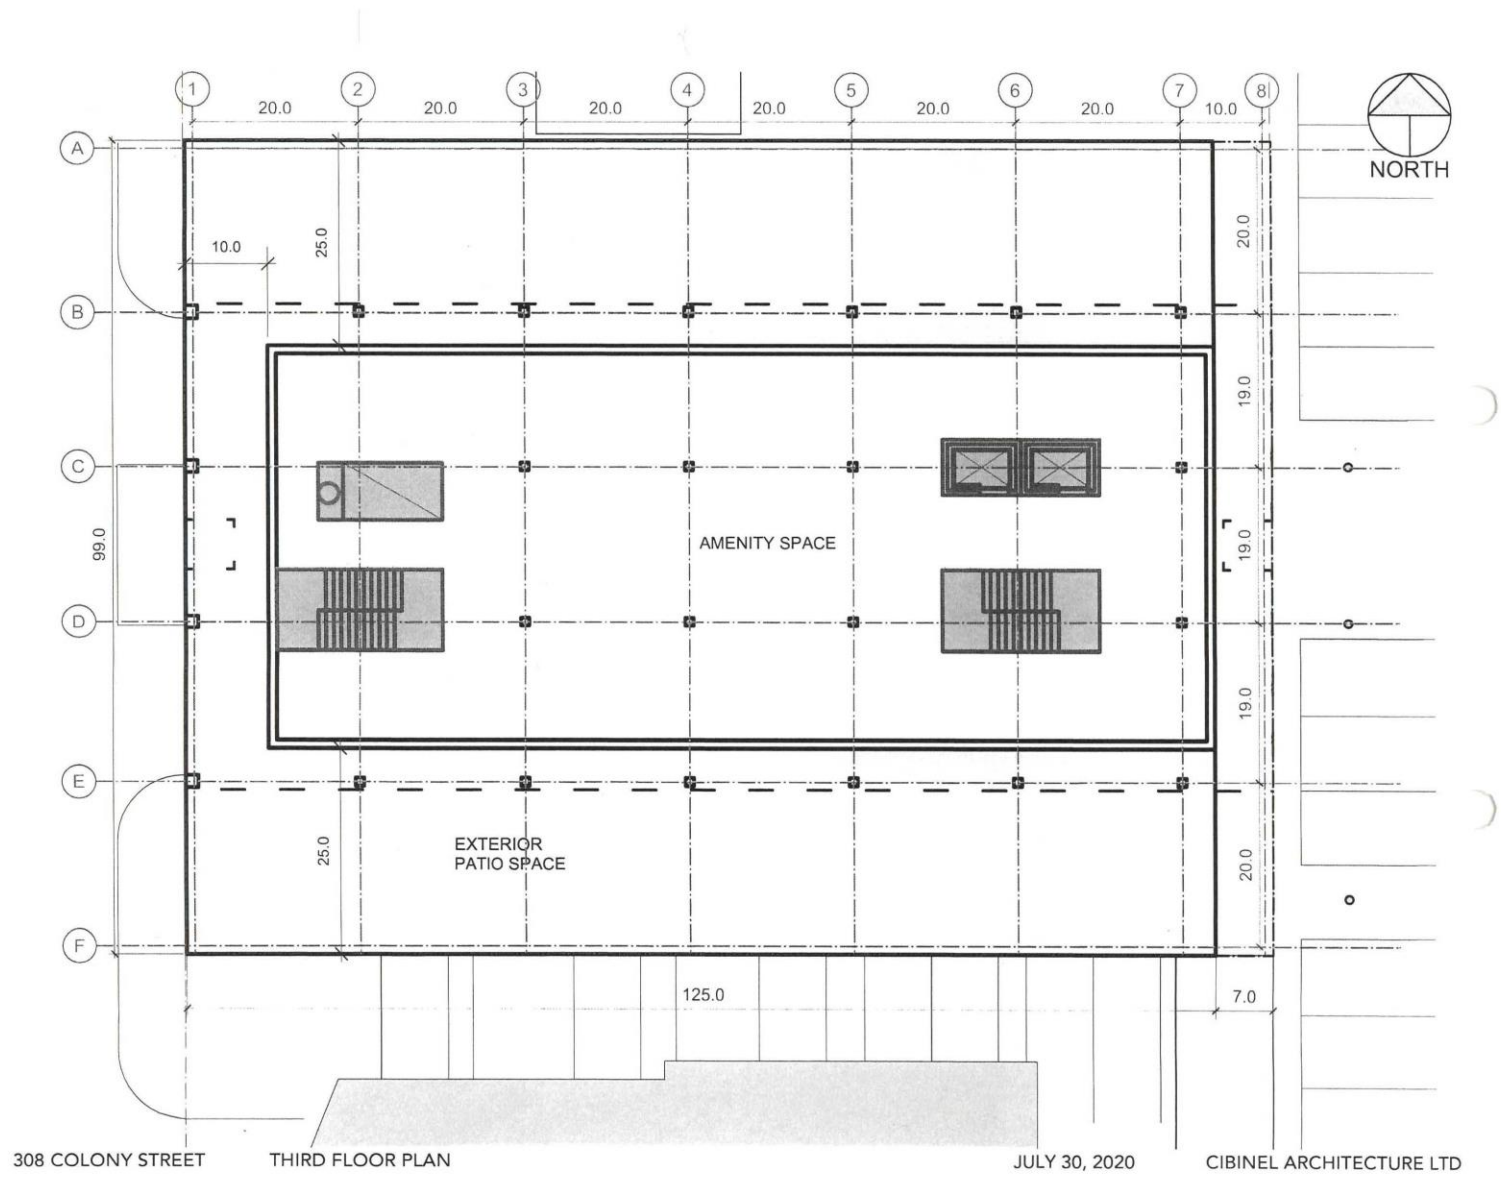 1 2 3 4 5 6 7 8
20.0 20.0 20.0 20.0 20.0 20.0 10.0
A
NORTH
20.0
25.0
10.0
B
19.0
C
AMENITY SPACE
99.0
19.0
D
19.0
E
EXTERIOR
PATIO SPACE
25.0
20.0
F
125.0
7.0
308 COLONY STREET
THIRD FLOOR PLAN
JULY 30, 2020
CIBINEL ARCHITECTURE LTD